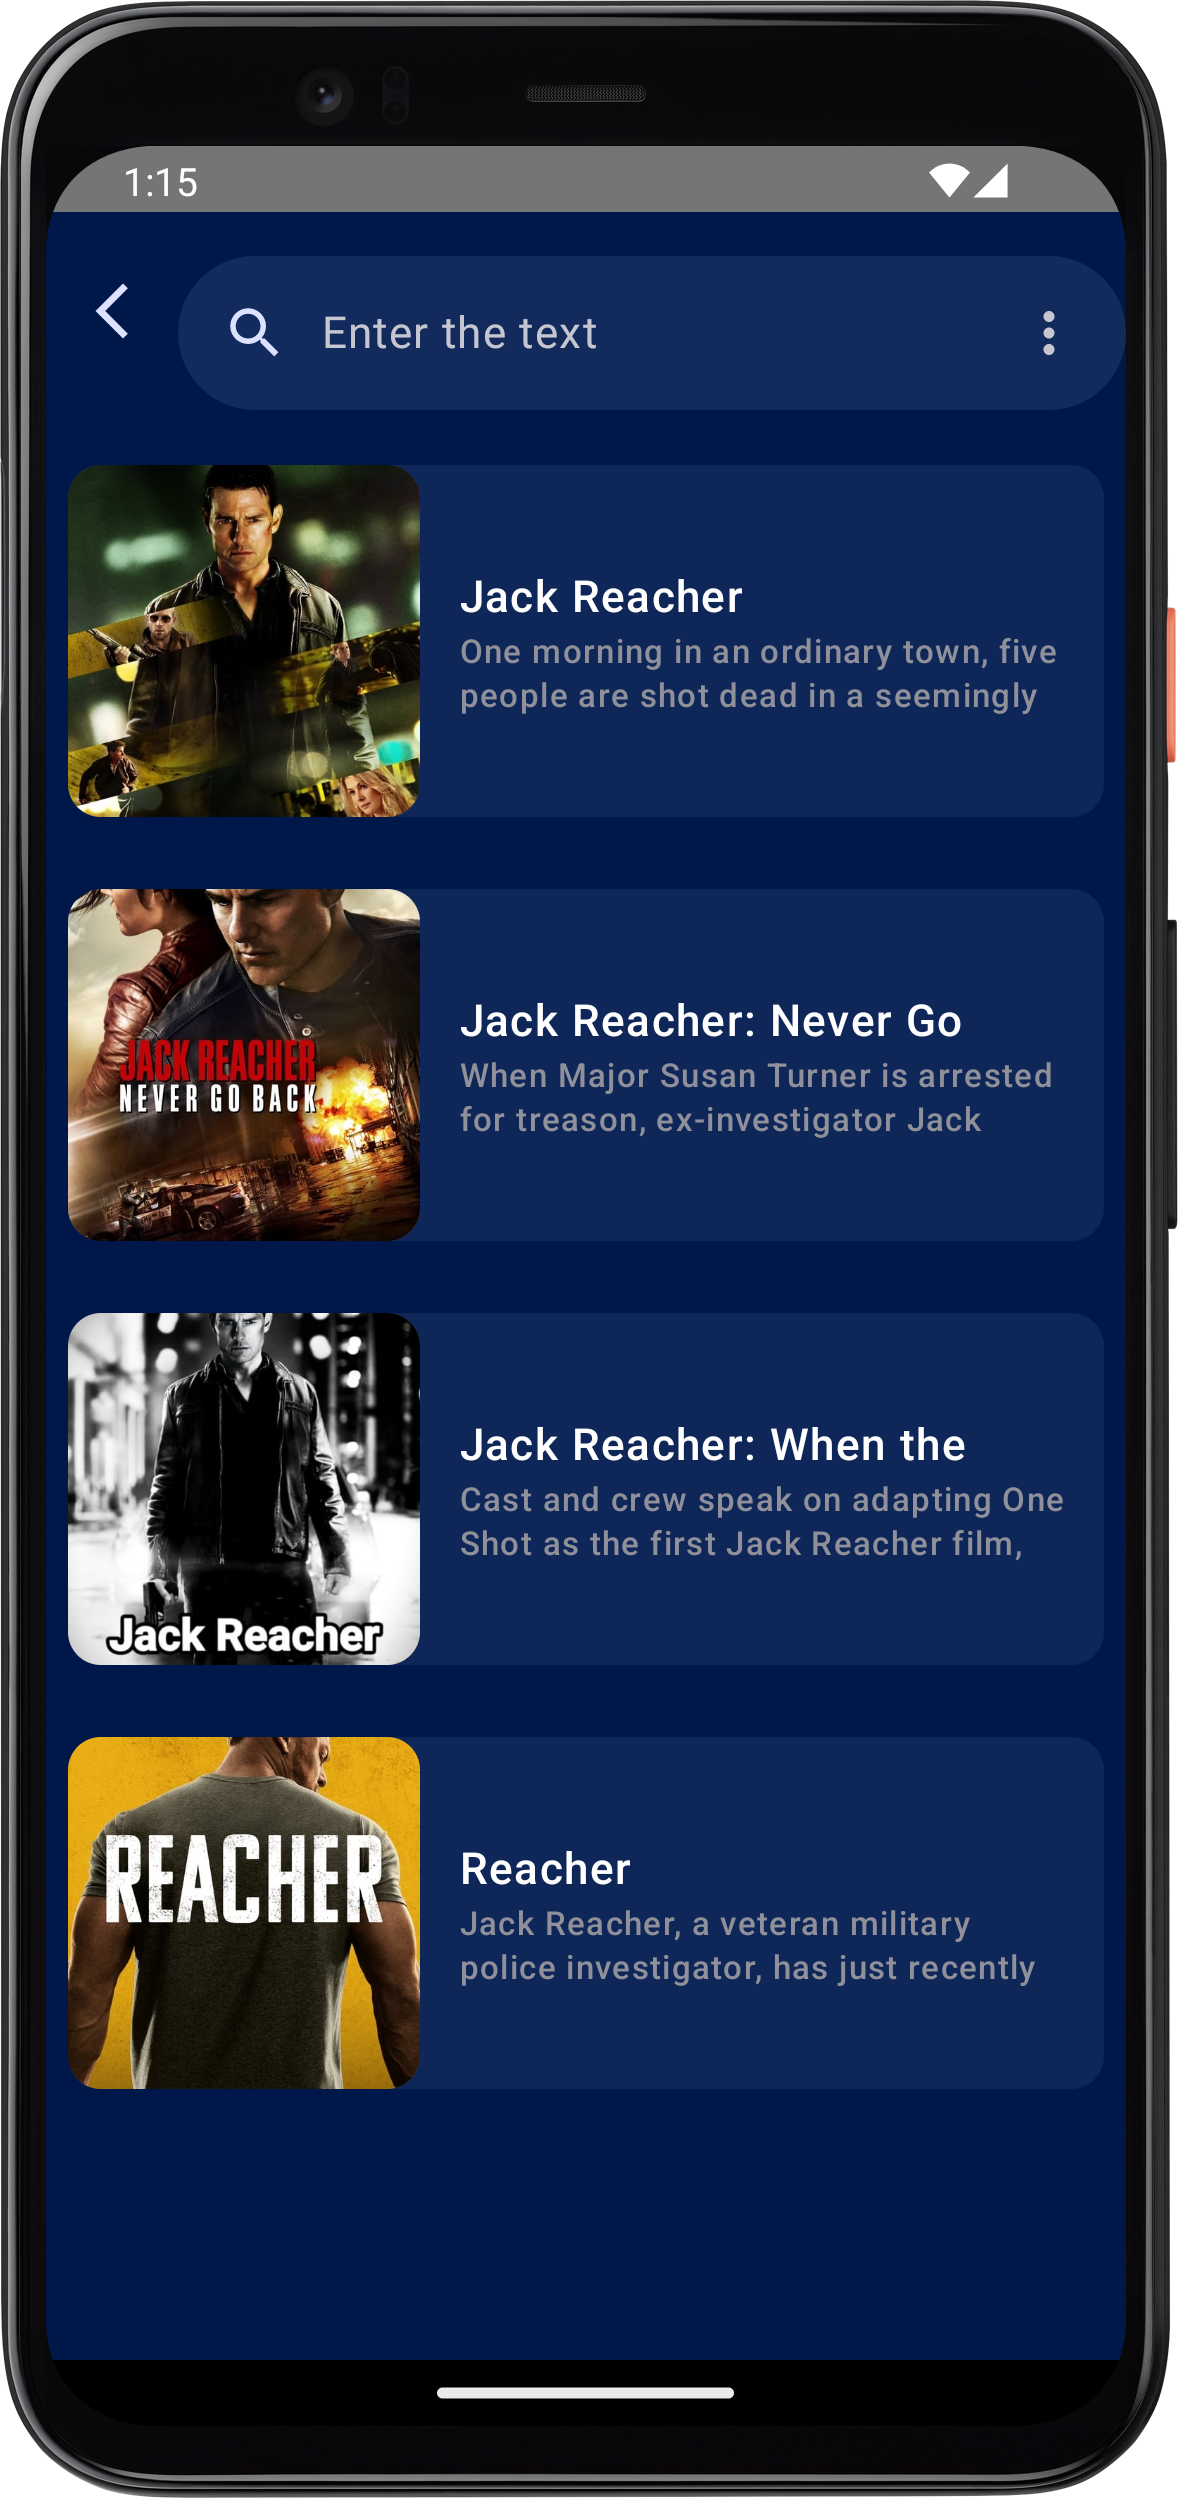 1:15
Enter the text
Jack Reacher
One morning in an ordinary town, five
people are shot dead in a seemingly
JACK REACHER
NEVER GO BACK
Jack Reacher: Never Go
When Major Susan Turner is arrested
for treason, ex-investigator Jack
Jack Reacher
Jack Reacher: When the
Cast and crew speak on adapting One
Shot as the first Jack Reacher film,
REACHER
Reacher
Jack Reacher, a veteran military
police investigator, has just recently